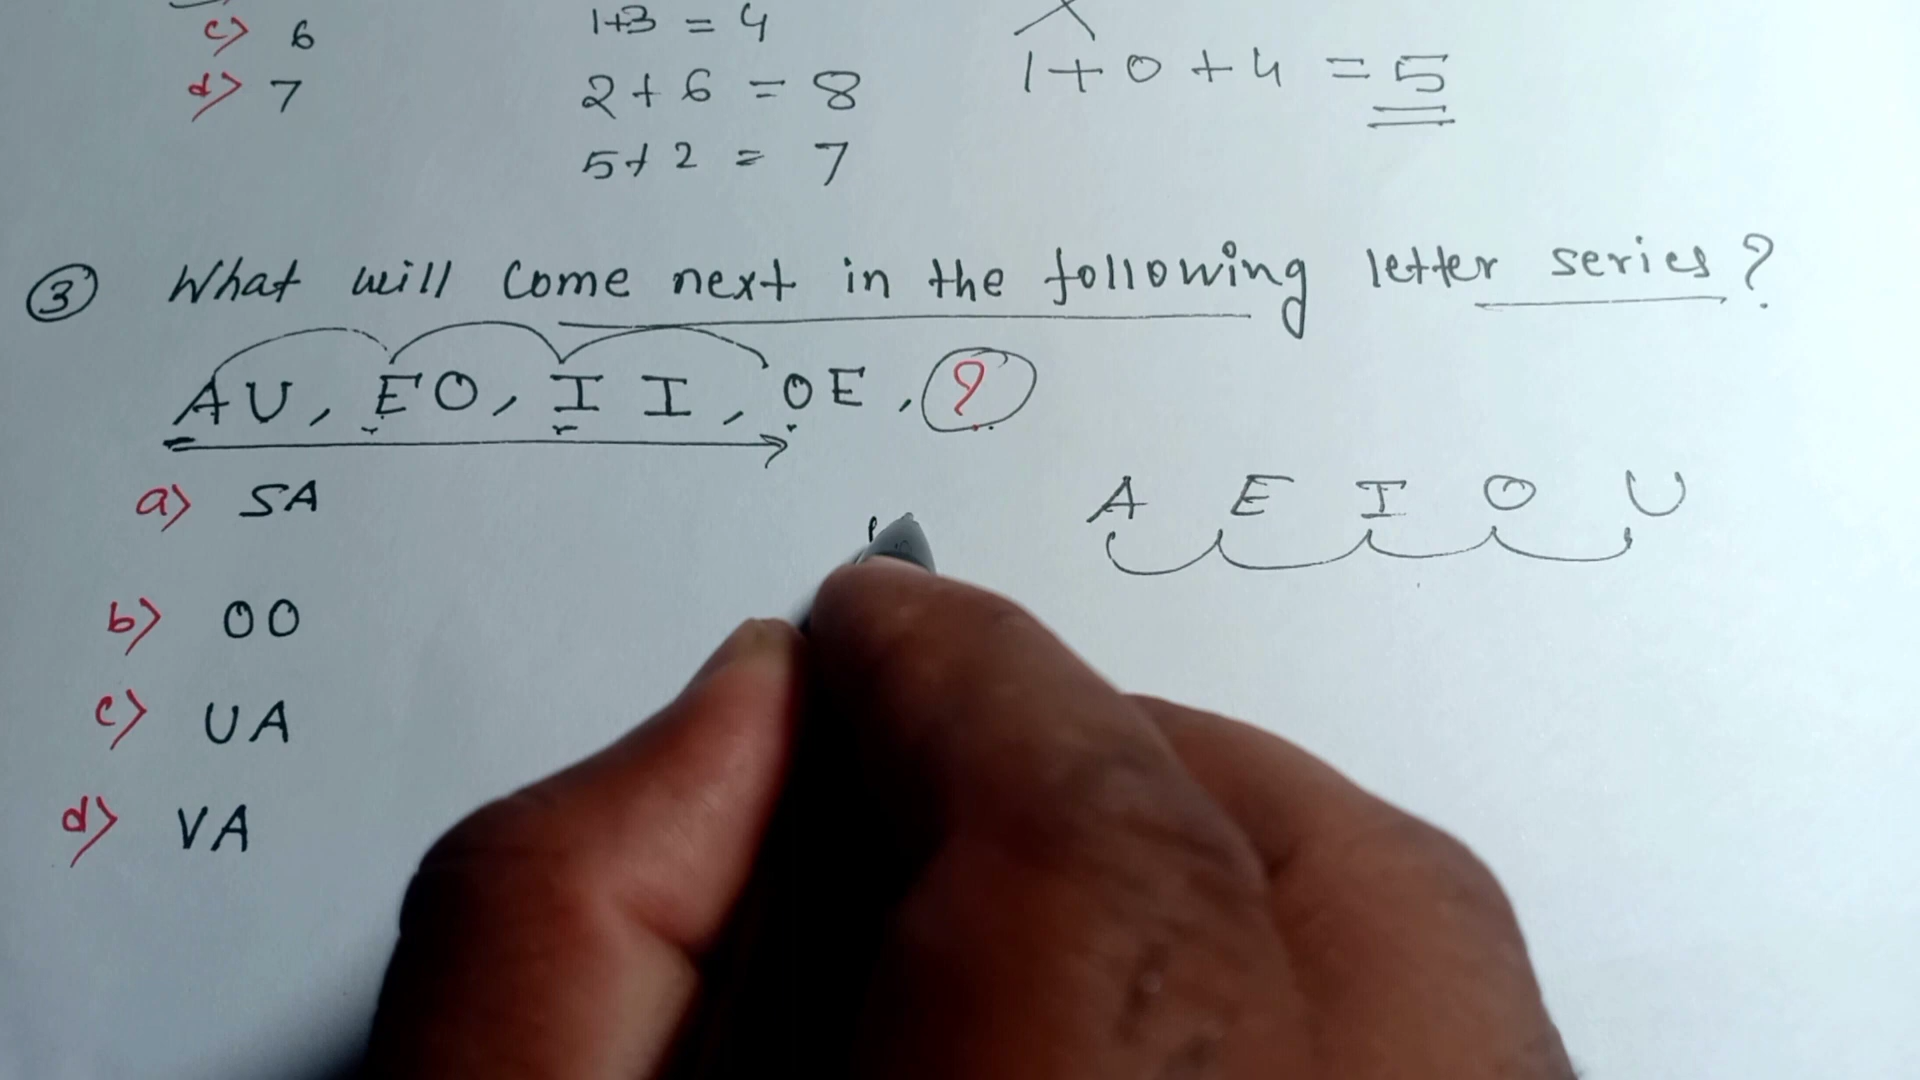 c) 6
d) 7
1+3 = 4
2 + 6 = 8
5+ 2 = 7
1 + 0 + 4 = 5
③ What will come next in the following letter series?
AU, EO, I I, OE, ?
a) SA
b) OO
c) UA
d) VA
A E I O U